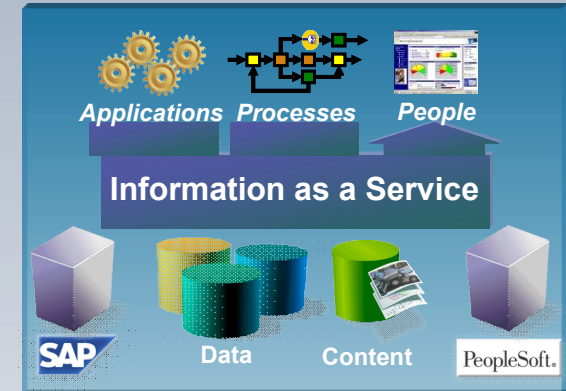 Applications Processes People
Information as a Service
SAP Data Content PeopleSoft.